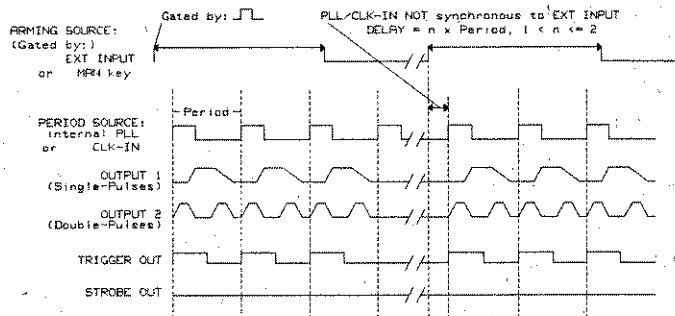 Gated by:
PLL/CLK-IN NOT synchronous to EXT INPUT
DELAY = n x Period, 1 < n <= 2
ARMING SOURCE:
(Gated by:)
EXT INPUT
or MAN key
Period
PERIOD SOURCE:
Internal PLL
or CLK-IN
OUTPUT 1
(Single-Pulses)
OUTPUT 2
(Double-Pulses)
TRIGGER OUT
STROBE OUT